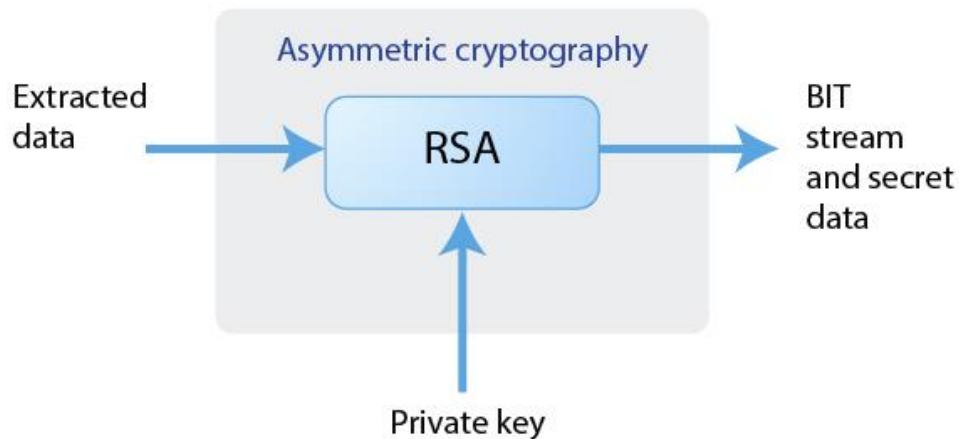 Asymmetric cryptography
Extracted
data
RSA
BIT
stream
and secret
data
Private key